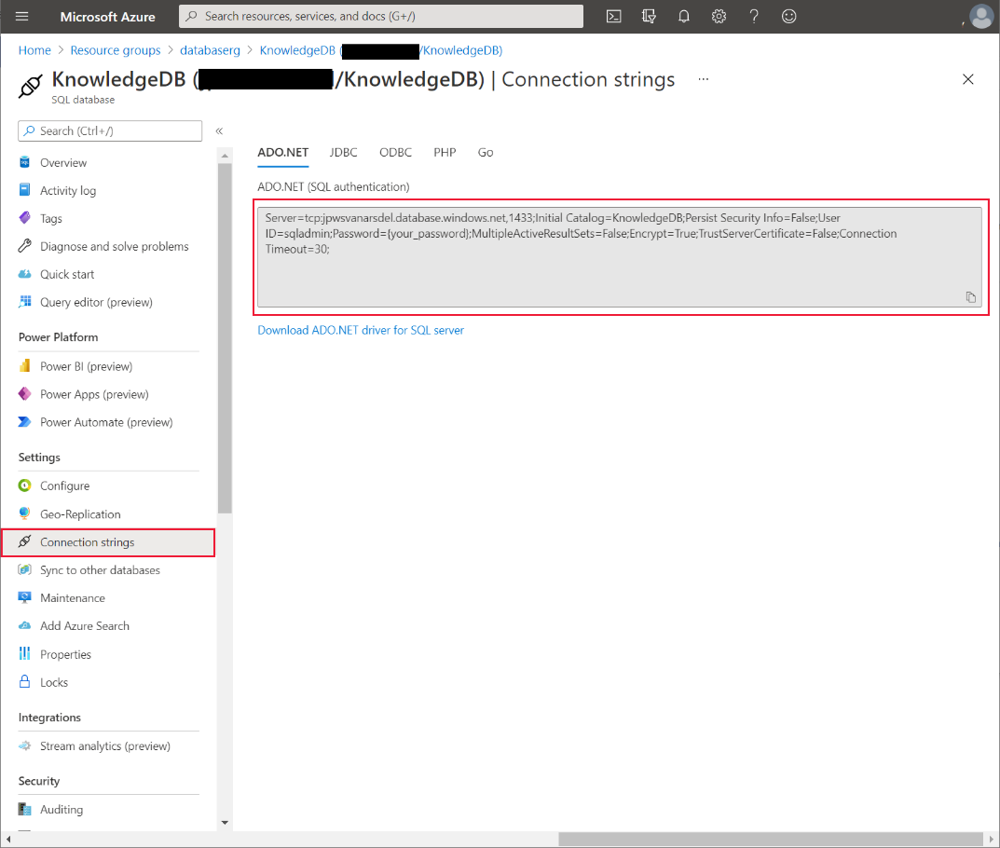 Microsoft Azure
Search resources, services, and docs (G+/)
Home > Resource groups > databaserg > KnowledgeDB ( /KnowledgeDB)
KnowledgeDB ( /KnowledgeDB) | Connection strings ...
SQL database
Search (Ctrl+/)
«
Overview
Activity log
Tags
Diagnose and solve problems
Quick start
Query editor (preview)
Power Platform
Power BI (preview)
Power Apps (preview)
Power Automate (preview)
Settings
Configure
Geo-Replication
Connection strings
Sync to other databases
Maintenance
Add Azure Search
Properties
Locks
Integrations
Stream analytics (preview)
Security
Auditing
ADO.NET JDBC ODBC PHP Go
ADO.NET (SQL authentication)
Server=tcp:jpwsvanarsdel.database.windows.net,1433;Initial Catalog=KnowledgeDB;Persist Security Info=False;User
ID=sqladmin;Password={your_password};MultipleActiveResultSets=False;Encrypt=True;TrustServerCertificate=False;Connection
Timeout=30;
Download ADO.NET driver for SQL server